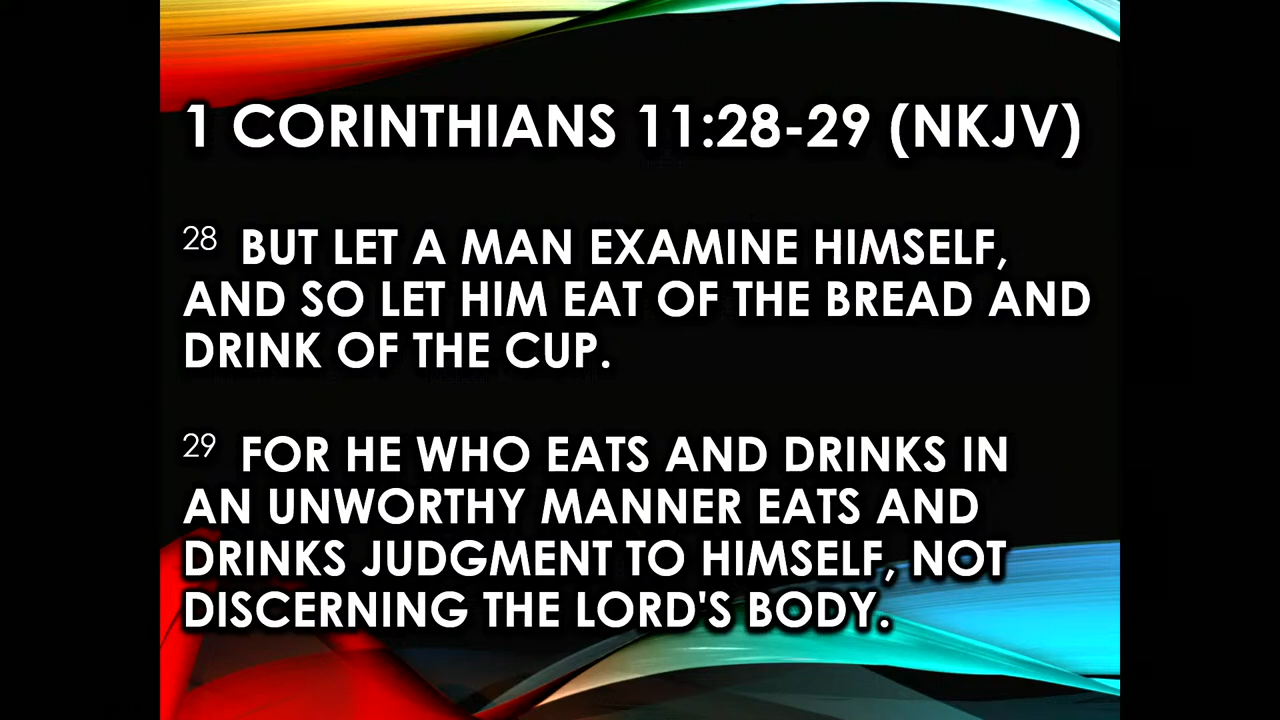 1 CORINTHIANS 11:28-29 (NKJV)
28 BUT LET A MAN EXAMINE HIMSELF,
AND SO LET HIM EAT OF THE BREAD AND
DRINK OF THE CUP.
29 FOR HE WHO EATS AND DRINKS IN
AN UNWORTHY MANNER EATS AND
DRINKS JUDGMENT TO HIMSELF, NOT
DISCERNING THE LORD'S BODY.